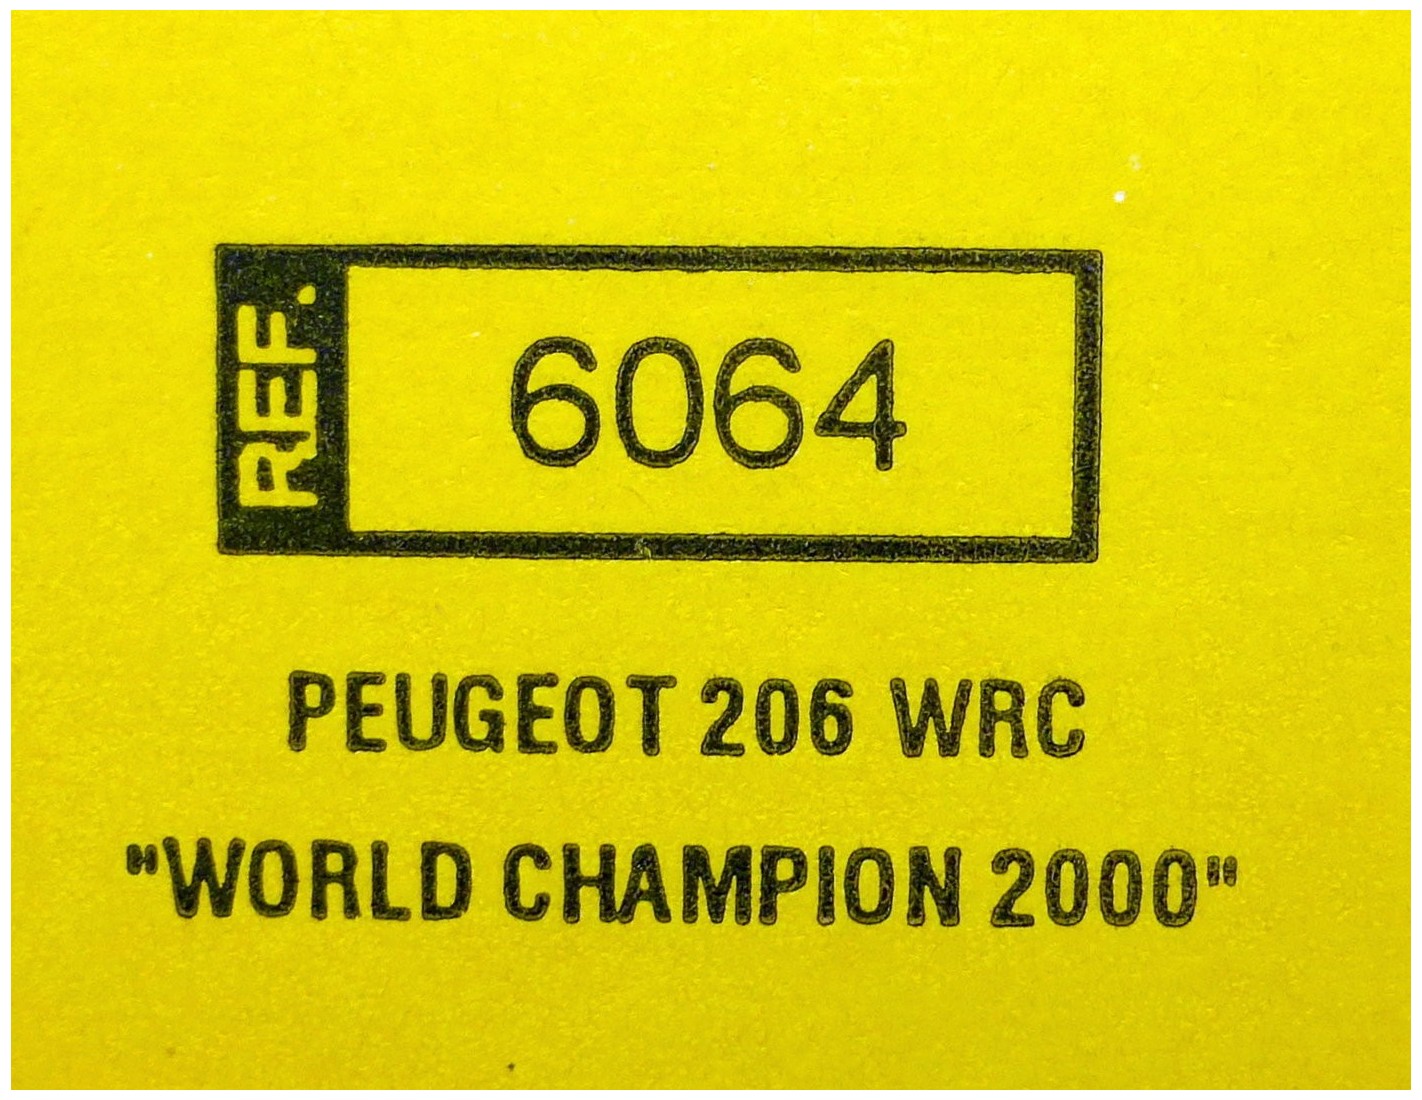 REF. 6064
PEUGEOT 206 WRC
"WORLD CHAMPION 2000"